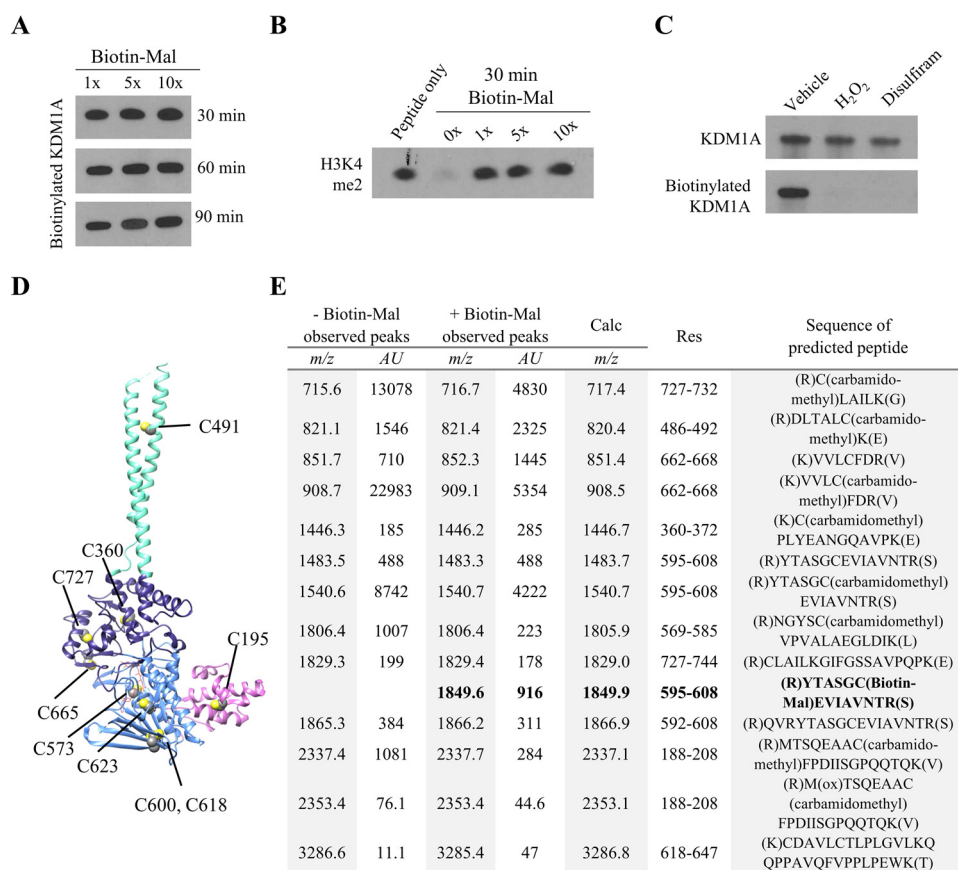 A
Biotin-Mal
1x 5x 10x
30 min
60 min
90 min
Biotinylated KDM1A
B
Peptide only
30 min
Biotin-Mal
0x 1x 5x 10x
H3K4
me2
C
Vehicle
H2O2
Disulfiram
KDM1A
Biotinylated
KDM1A
D
C491
C360
C727
C195
C665
C573
C623
C600, C618
E
- Biotin-Mal + Biotin-Mal Calc Res Sequence of
observed peaks observed peaks predicted peptide
m/z AU m/z AU m/z
715.6 13078 716.7 4830 717.4 727-732 (R)C(carbamido-
methyl)LAILK(G)
821.1 1546 821.4 2325 820.4 486-492 (R)DLTALC(carbamido-
methyl)K(E)
851.7 710 852.3 1445 851.4 662-668 (K)VVLCFDR(V)
908.7 22983 909.1 5354 908.5 662-668 (K)VVLC(carbamido-
methyl)FDR(V)
1446.3 185 1446.2 285 1446.7 360-372 (K)C(carbamidomethyl)
PLYEANGQAVPK(E)
1483.5 488 1483.3 488 1483.7 595-608 (R)YTASGCEVIAVNTR(S)
1540.6 8742 1540.7 4222 1540.7 595-608 (R)YTASGC(carbamidomethyl)
EVIAVNTR(S)
1806.4 1007 1806.4 223 1805.9 569-585 (R)NGYSC(carbamidomethyl)
VPVALAEGLDIK(L)
1829.3 199 1829.4 178 1829.0 727-744 (R)CLAILKGIFGSSAVPQPK(E)
1849.6 916 1849.9 595-608 (R)YTASGC(Biotin-
Mal)EVIAVNTR(S)
1865.3 384 1866.2 311 1866.9 592-608 (R)QVRYTASGCEVIAVNTR(S)
2337.4 1081 2337.7 284 2337.1 188-208 (R)MTSQEAAC(carbamido-
methyl)FPDIISGPQQTQK(V)
2353.4 76.1 2353.4 44.6 2353.1 188-208 (R)M(ox)TSQEAAC
(carbamidomethyl)
FPDIISGPQQTQK(V)
3286.6 11.1 3285.4 47 3286.8 618-647 (K)CDAVLCTLPLGVLKQ
QPPAVQFVPPLPEWK(T)